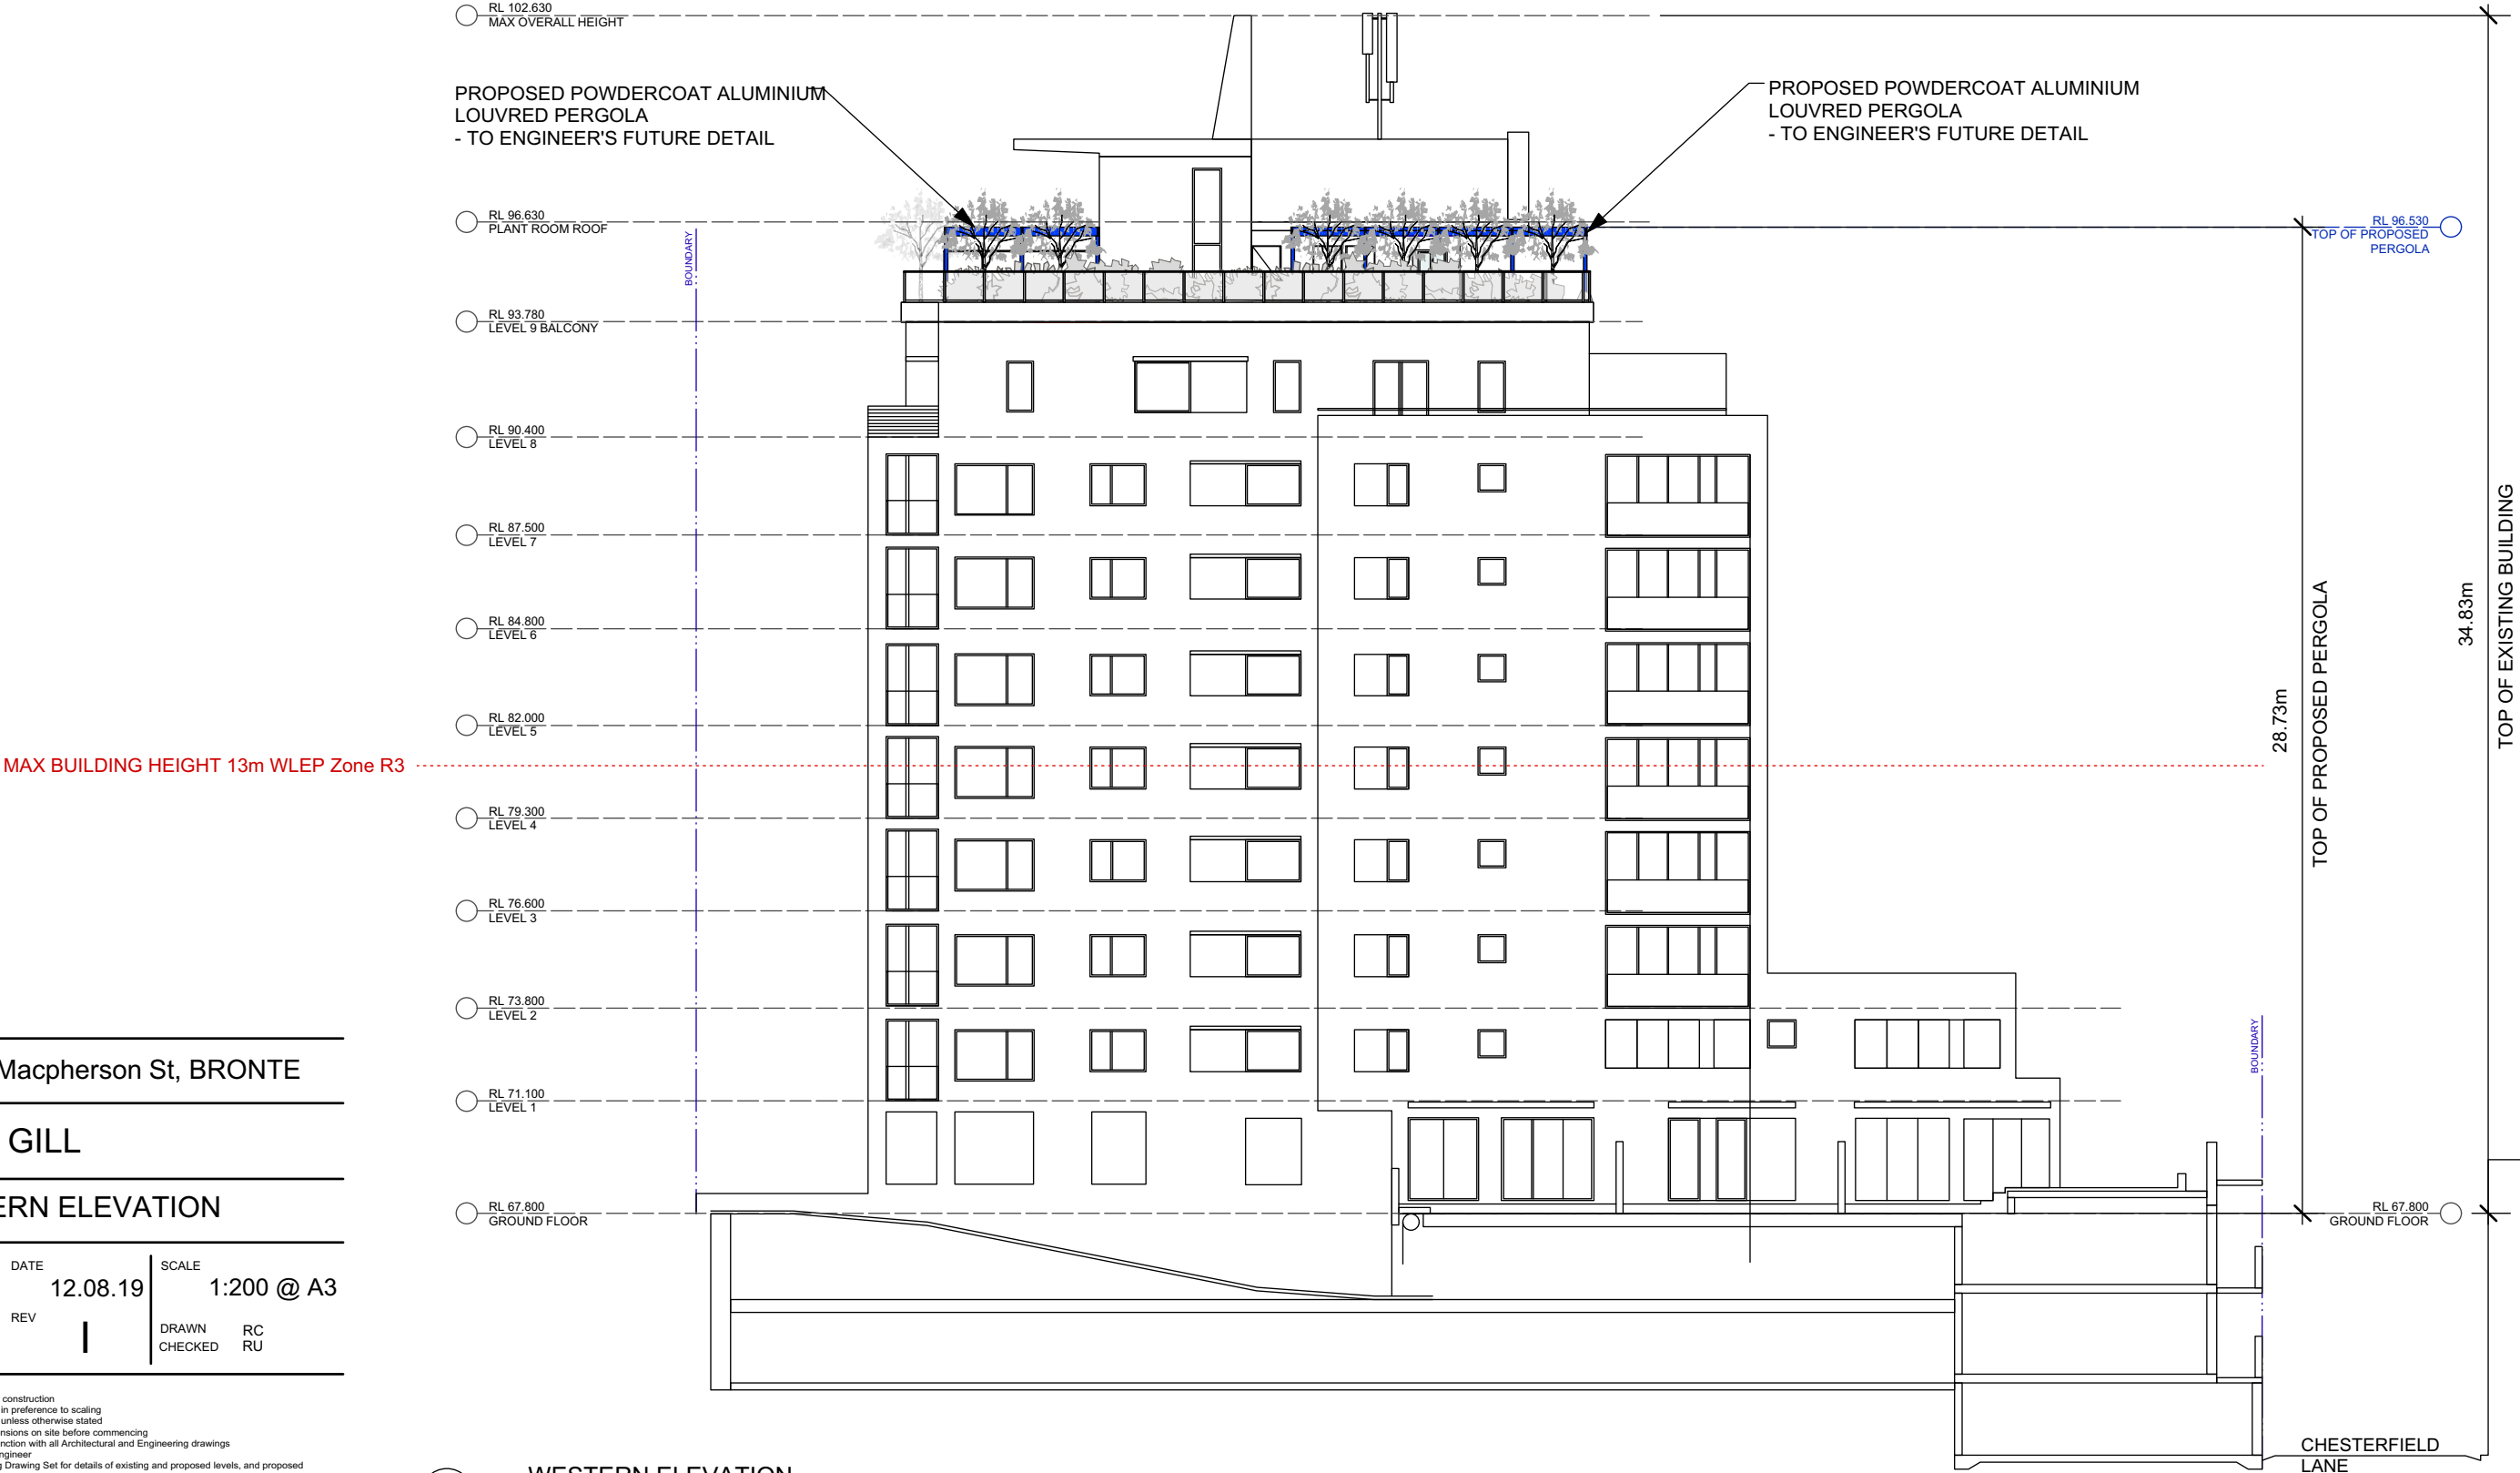 RL 102.630
MAX OVERALL HEIGHT
PROPOSED POWDERCOAT ALUMINIUM
LOUVRED PERGOLA
- TO ENGINEER'S FUTURE DETAIL
PROPOSED POWDERCOAT ALUMINIUM
LOUVRED PERGOLA
- TO ENGINEER'S FUTURE DETAIL
RL 96.630
PLANT ROOM ROOF
RL 96.530
TOP OF PROPOSED
PERGOLA
BOUNDARY
RL 93.780
LEVEL 9 BALCONY
RL 90.400
LEVEL 8
RL 87.500
LEVEL 7
RL 84.800
LEVEL 6
RL 82.000
LEVEL 5
MAX BUILDING HEIGHT 13m WLEP Zone R3
RL 79.300
LEVEL 4
RL 76.600
LEVEL 3
RL 73.800
LEVEL 2
RL 71.100
LEVEL 1
RL 67.800
GROUND FLOOR
28.73m
TOP OF PROPOSED PERGOLA
34.83m
TOP OF EXISTING BUILDING
BOUNDARY
RL 67.800
GROUND FLOOR
Macpherson St, BRONTE
GILL
ERN ELEVATION
DATE
12.08.19
SCALE
1:200 @ A3
REV
I
DRAWN RC
CHECKED RU
construction
in preference to scaling
unless otherwise stated
nsions on site before commencing
nction with all Architectural and Engineering drawings
ngineer
g Drawing Set for details of existing and proposed levels, and proposed
WESTERN ELEVATION
CHESTERFIELD
LANE